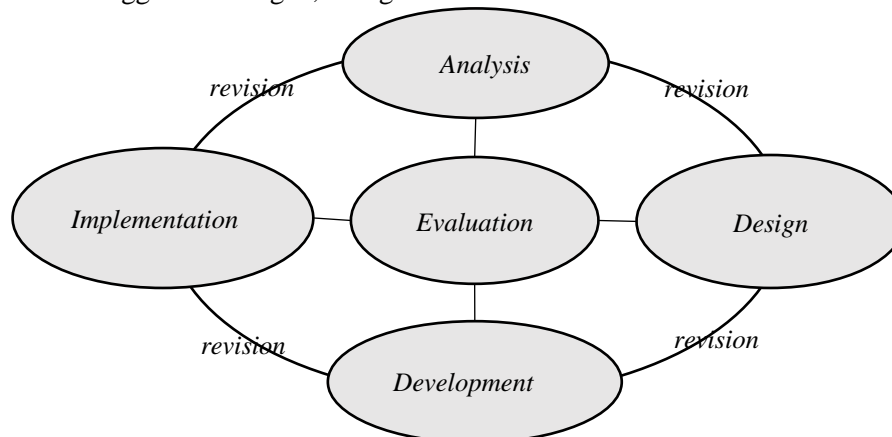 Analysis
revision
revision
Implementation
Evaluation
Design
revision
revision
Development